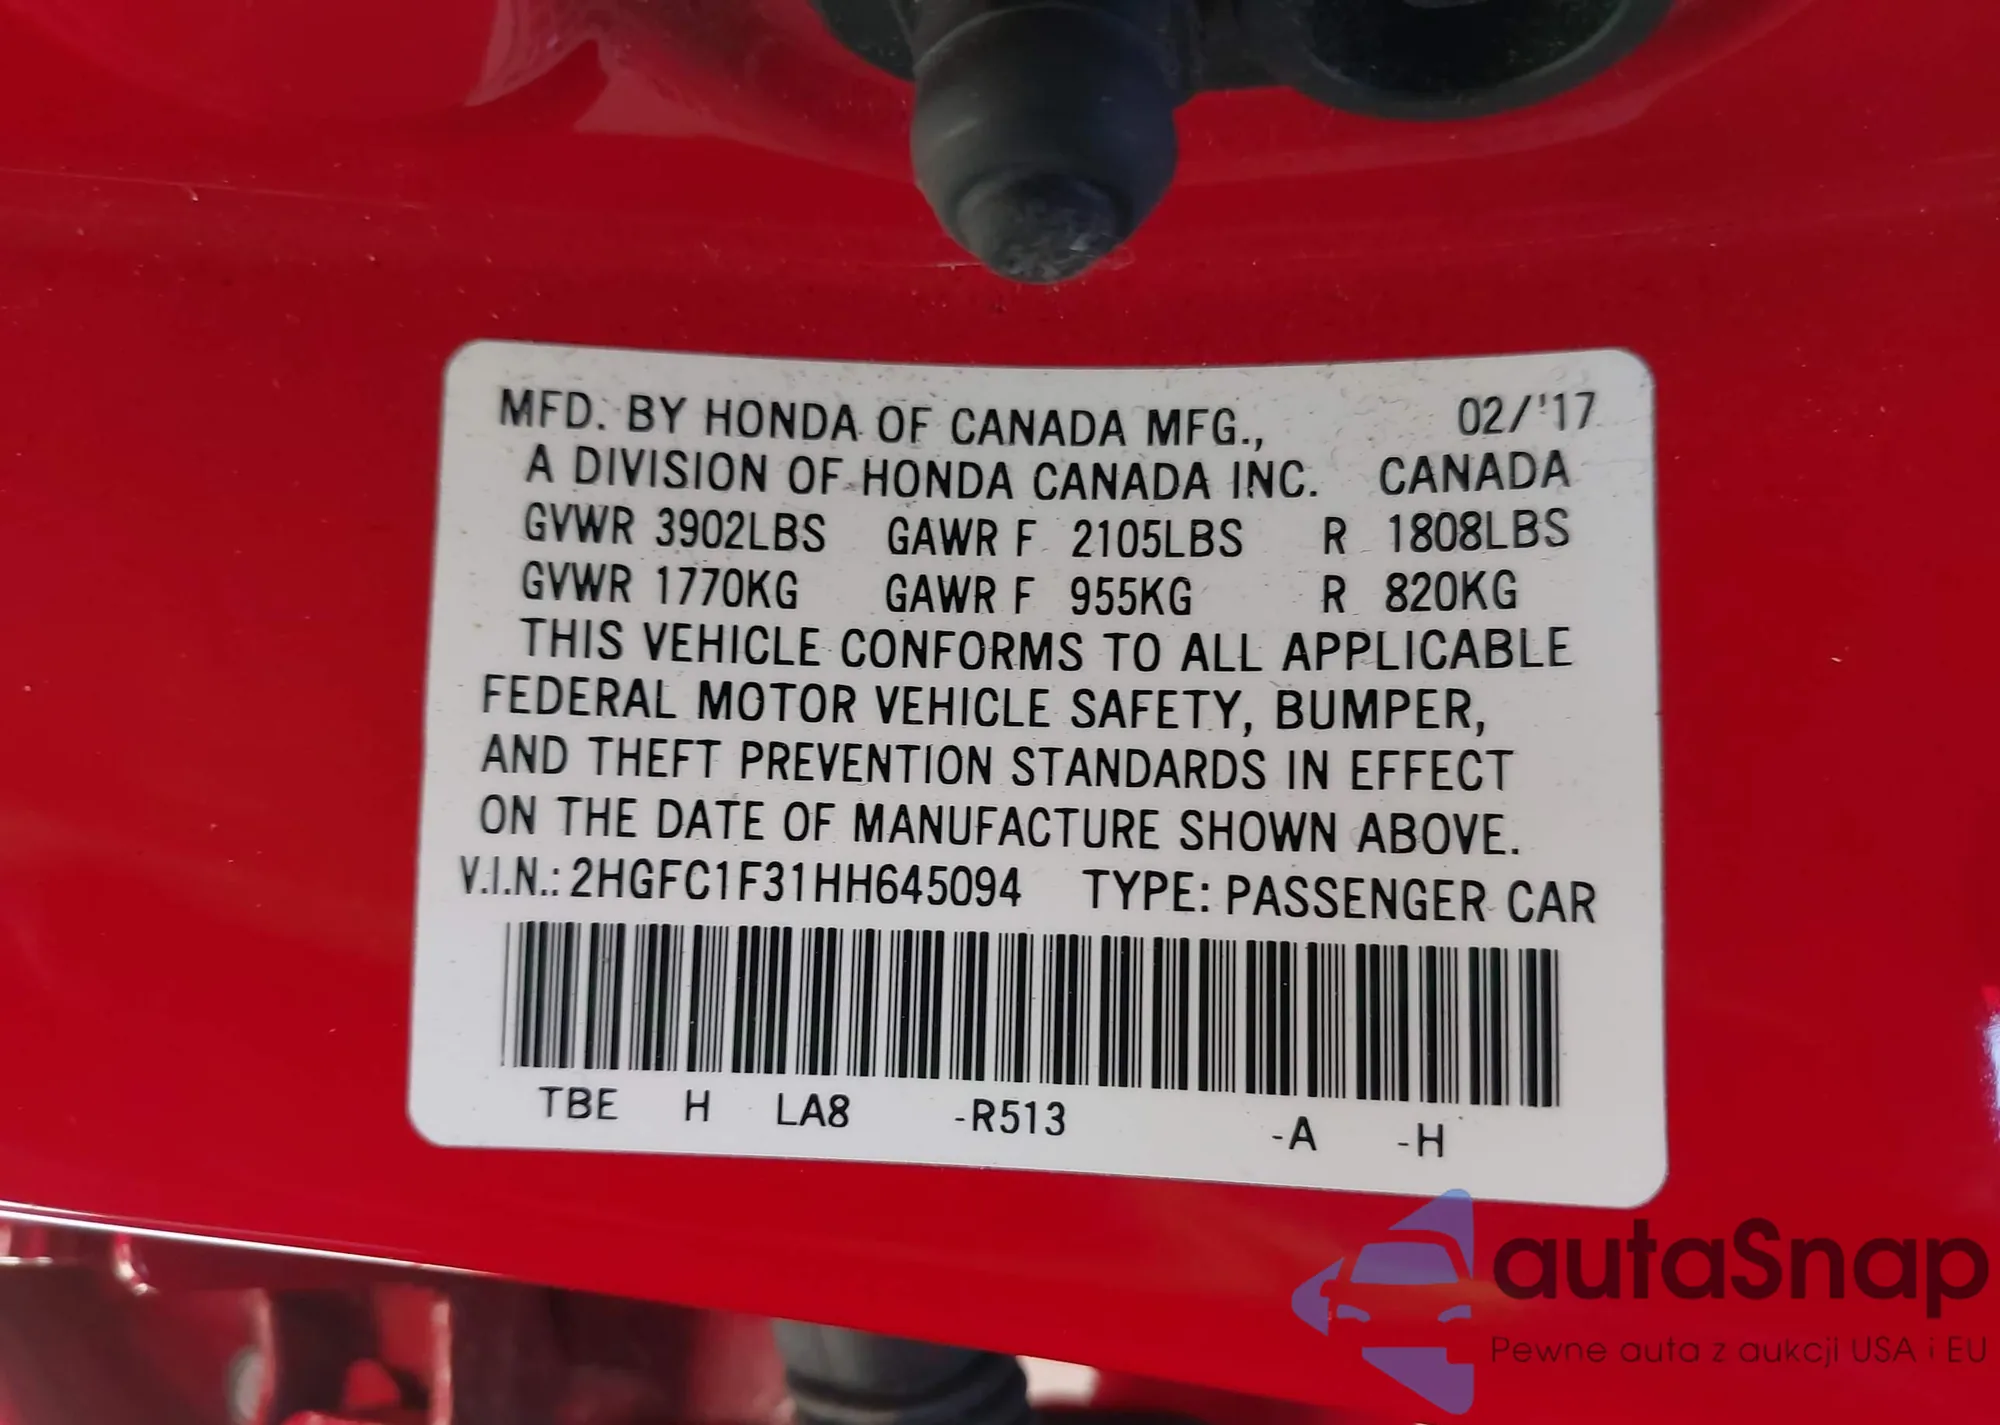 MFD. BY HONDA OF CANADA MFG., 02/'17
A DIVISION OF HONDA CANADA INC. CANADA
GVWR 3902LBS GAWR F 2105LBS R 1808LBS
GVWR 1770KG GAWR F 955KG R 820KG
THIS VEHICLE CONFORMS TO ALL APPLICABLE
FEDERAL MOTOR VEHICLE SAFETY, BUMPER,
AND THEFT PREVENTION STANDARDS IN EFFECT
ON THE DATE OF MANUFACTURE SHOWN ABOVE.
V.I.N.: 2HGFC1F31HH645094 TYPE: PASSENGER CAR
TBE H LA8 -R513 -A -H
autaSnap
Pewne auta z aukcji USA i EU